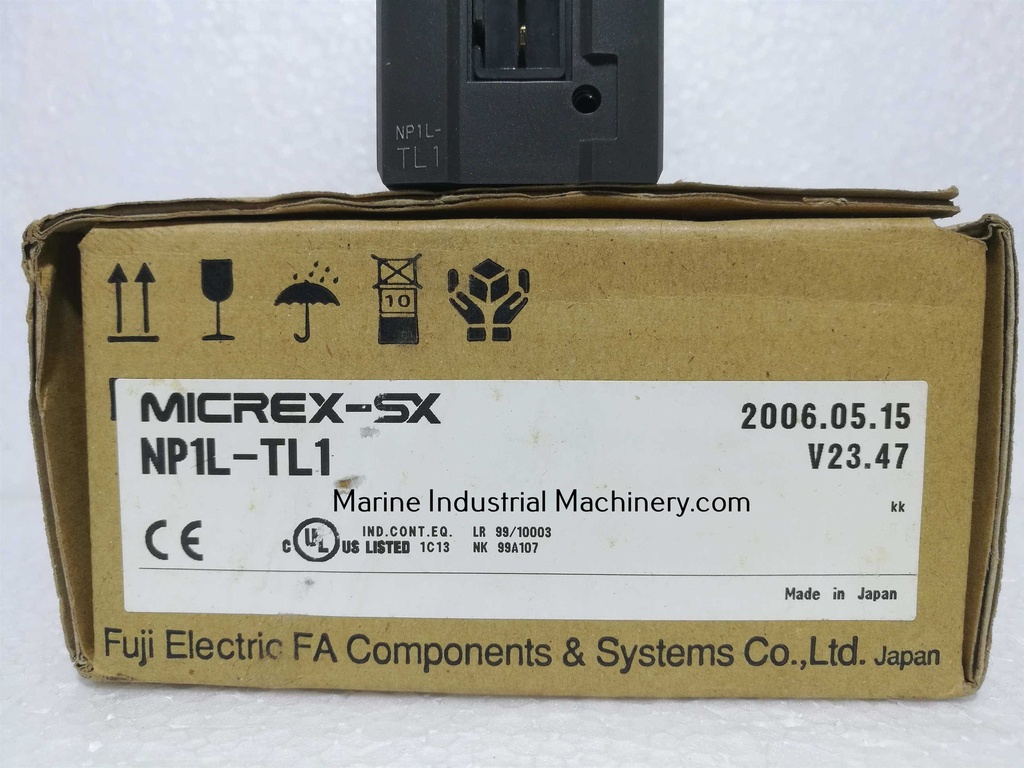 NP1L-
TL1
10
MICREX-SX
2006.05.15
NP1L-TL1
V23.47
Marine Industrial Machinery.com
kk
CE
C UL US LISTED
IND.CONT.EQ.
1C13
LR 99/10003
NK 99A107
Made in Japan
Fuji Electric FA Components & Systems Co.,Ltd. Japan